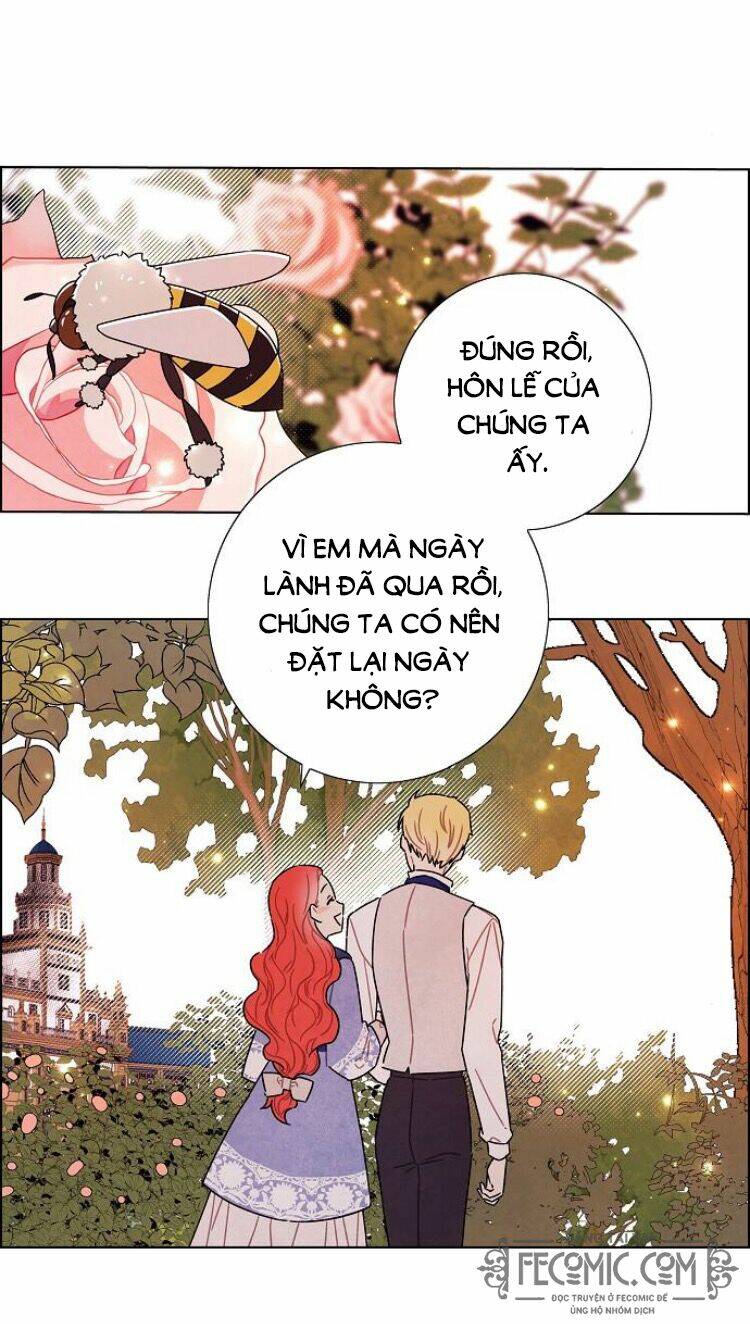 ĐÚNG RỒI,
HÔN LỄ CỦA
CHÚNG TA
ẤY.
VÌ EM MÀ NGÀY
LÀNH ĐÃ QUA RỒI,
CHÚNG TA CÓ NÊN
ĐẶT LẠI NGÀY
KHÔNG?
FECOMIC.COM
ĐỌC TRUYỆN Ở FECOMIC ĐỂ
ỦNG HỘ NHÓM DỊCH